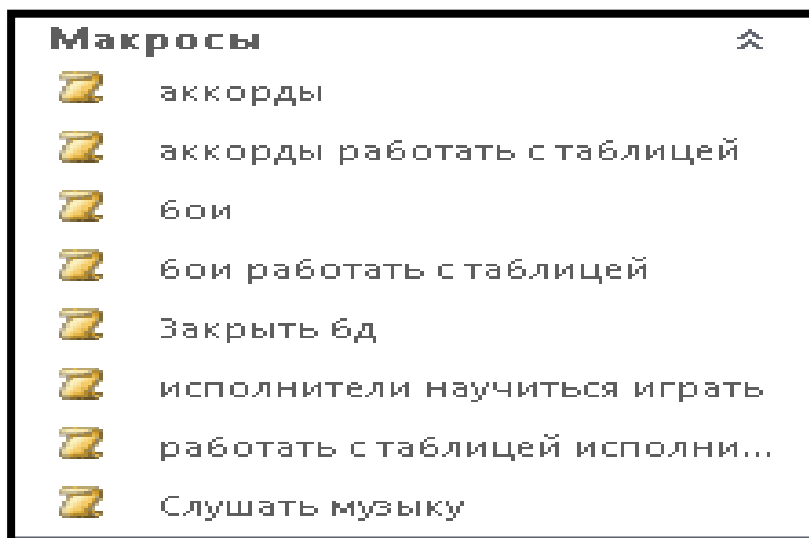 Макросы
аккорды
аккорды работать с таблицей
бои
бои работать с таблицей
Закрыть бд
исполнители научиться играть
работать с таблицей исполни...
Слушать музыку